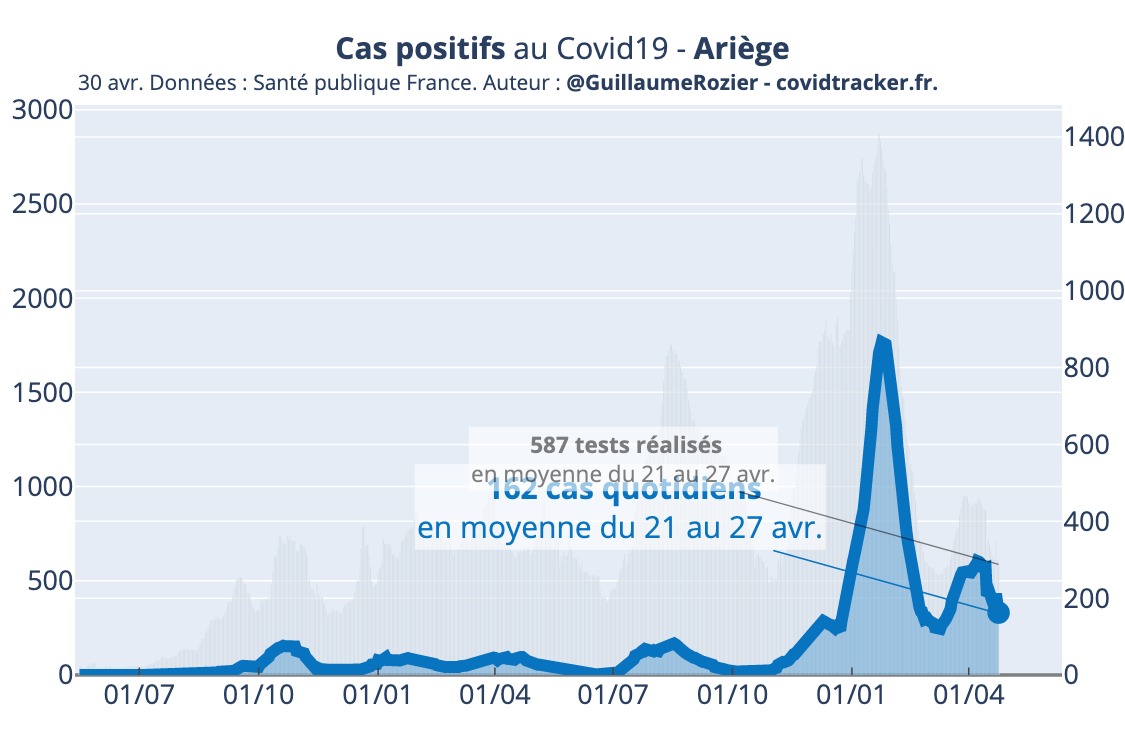 Cas positifs au Covid19 - Ariège
30 avr. Données : Santé publique France. Auteur : @GuillaumeRozier - covidtracker.fr.
3000
2500
2000
1500
1000
500
0
1400
1200
1000
800
600
400
200
0
587 tests réalisés
en moyenne du 21 au 27 avr.
162 cas quotidiens
en moyenne du 21 au 27 avr.
01/07 01/10 01/01 01/04 01/07 01/10 01/01 01/04